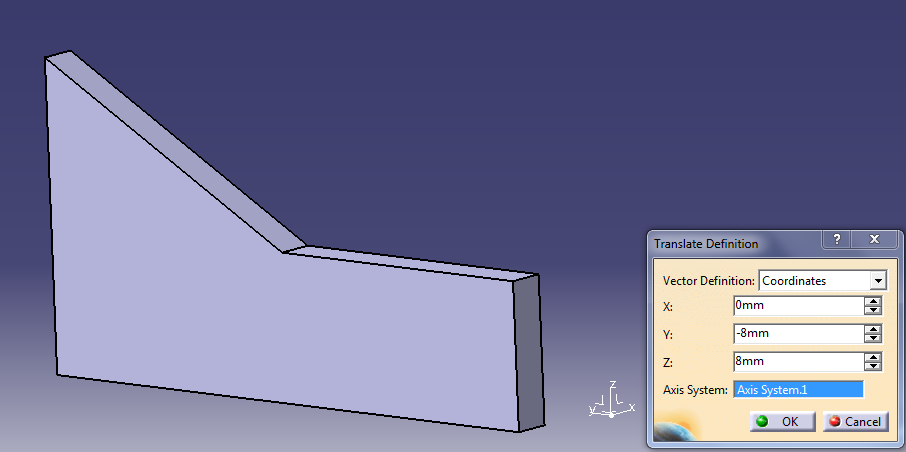 Translate Definition
Vector Definition: Coordinates
X: 0mm
Y: -8mm
Z: 8mm
Axis System: Axis System.1
OK Cancel
z
y x